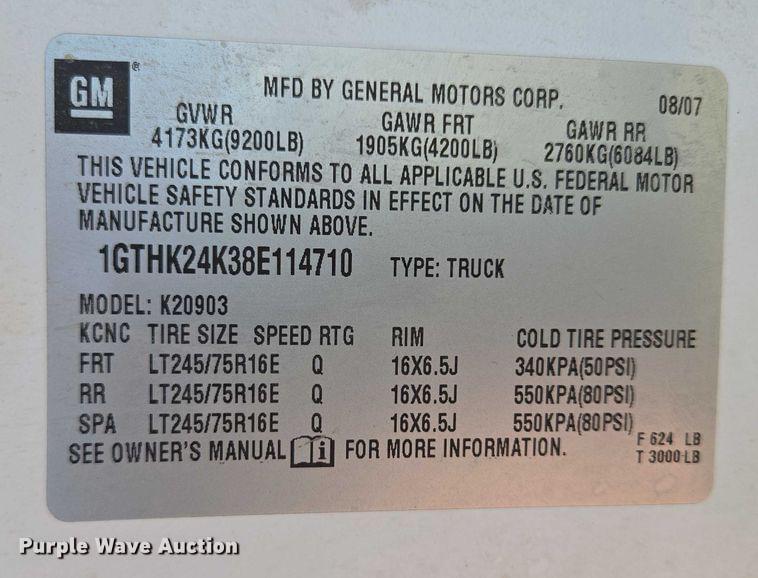 GM ®
MFD BY GENERAL MOTORS CORP. 08/07
GVWR GAWR FRT GAWR RR
4173KG(9200LB) 1905KG(4200LB) 2760KG(6084LB)
THIS VEHICLE CONFORMS TO ALL APPLICABLE U.S. FEDERAL MOTOR
VEHICLE SAFETY STANDARDS IN EFFECT ON THE DATE OF
MANUFACTURE SHOWN ABOVE.
1GTHK24K38E114710 TYPE: TRUCK
MODEL: K20903
KCNC TIRE SIZE SPEED RTG RIM COLD TIRE PRESSURE
FRT LT245/75R16E Q 16X6.5J 340KPA(50PSI)
RR LT245/75R16E Q 16X6.5J 550KPA(80PSI)
SPA LT245/75R16E Q 16X6.5J 550KPA(80PSI)
SEE OWNER'S MANUAL i FOR MORE INFORMATION.
F 624 LB
T 3000 LB
Purple Wave Auction